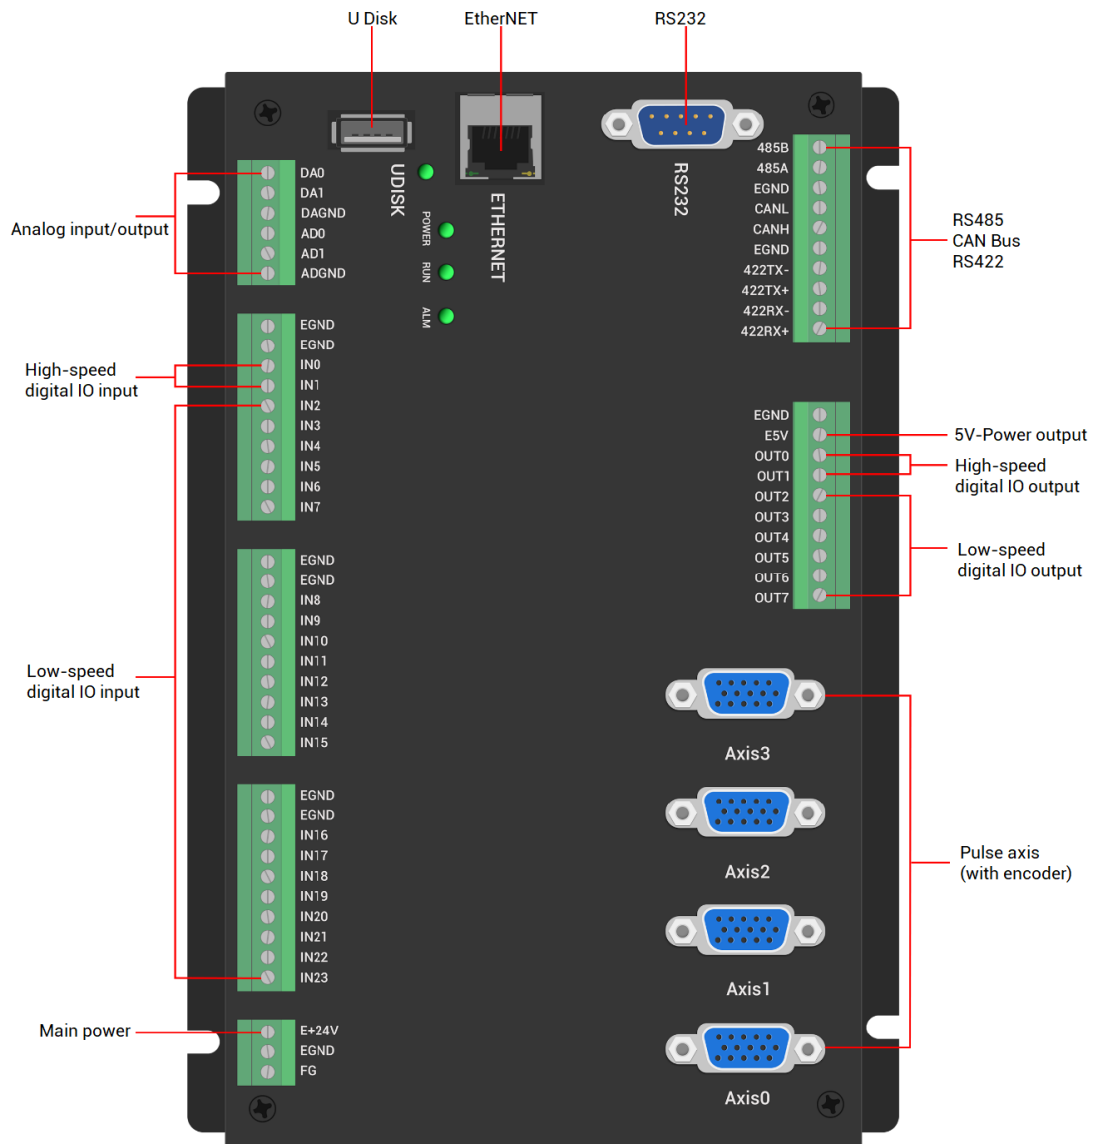 U Disk
EtherNET
RS232
UDISK
ETHERNET
RS232
POWER
RUN
ALM
Analog input/output
DA0
DA1
DAGND
AD0
AD1
ADGND
High-speed
digital IO input
EGND
EGND
IN0
IN1
IN2
IN3
IN4
IN5
IN6
IN7
Low-speed
digital IO input
EGND
EGND
IN8
IN9
IN10
IN11
IN12
IN13
IN14
IN15
EGND
EGND
IN16
IN17
IN18
IN19
IN20
IN21
IN22
IN23
Main power
E+24V
EGND
FG
485B
485A
EGND
CANL
CANH
EGND
422TX-
422TX+
422RX-
422RX+
RS485
CAN Bus
RS422
EGND
E5V
OUT0
OUT1
OUT2
OUT3
OUT4
OUT5
OUT6
OUT7
5V-Power output
High-speed
digital IO output
Low-speed
digital IO output
Axis3
Axis2
Axis1
Axis0
Pulse axis
(with encoder)